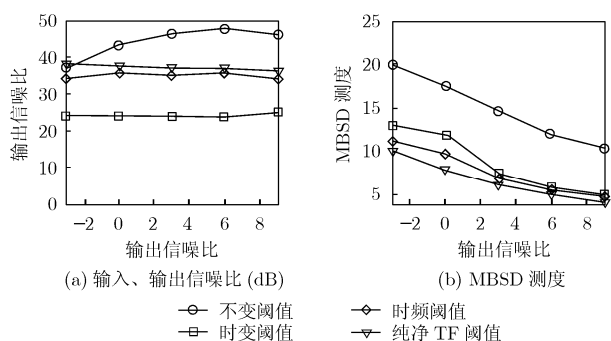 50
40
30
20
10
0
输出信噪比
−2 0 2 4 6 8
输出信噪比
(a) 输入、输出信噪比 (dB)
25
20
15
10
5
MBSD 测度
−2 0 2 4 6 8
输出信噪比
(b) MBSD 测度
不变阈值
时频阈值
时变阈值
纯净 TF 阈值